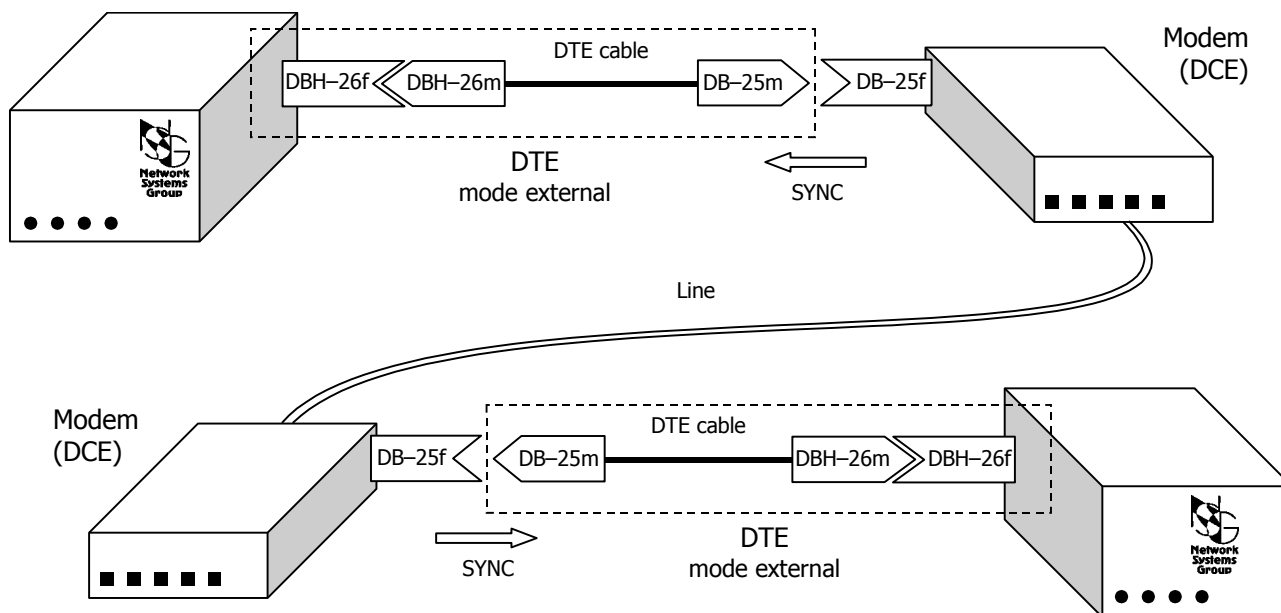 DTE cable
Modem
(DCE)
DBH–26f
DBH–26m
DB–25m
DB–25f
NSG
Network
Systems
Group
DTE
mode external
SYNC
Line
Modem
(DCE)
DTE cable
DB–25f
DB–25m
DBH–26m
DBH–26f
SYNC
DTE
mode external
NSG
Network
Systems
Group